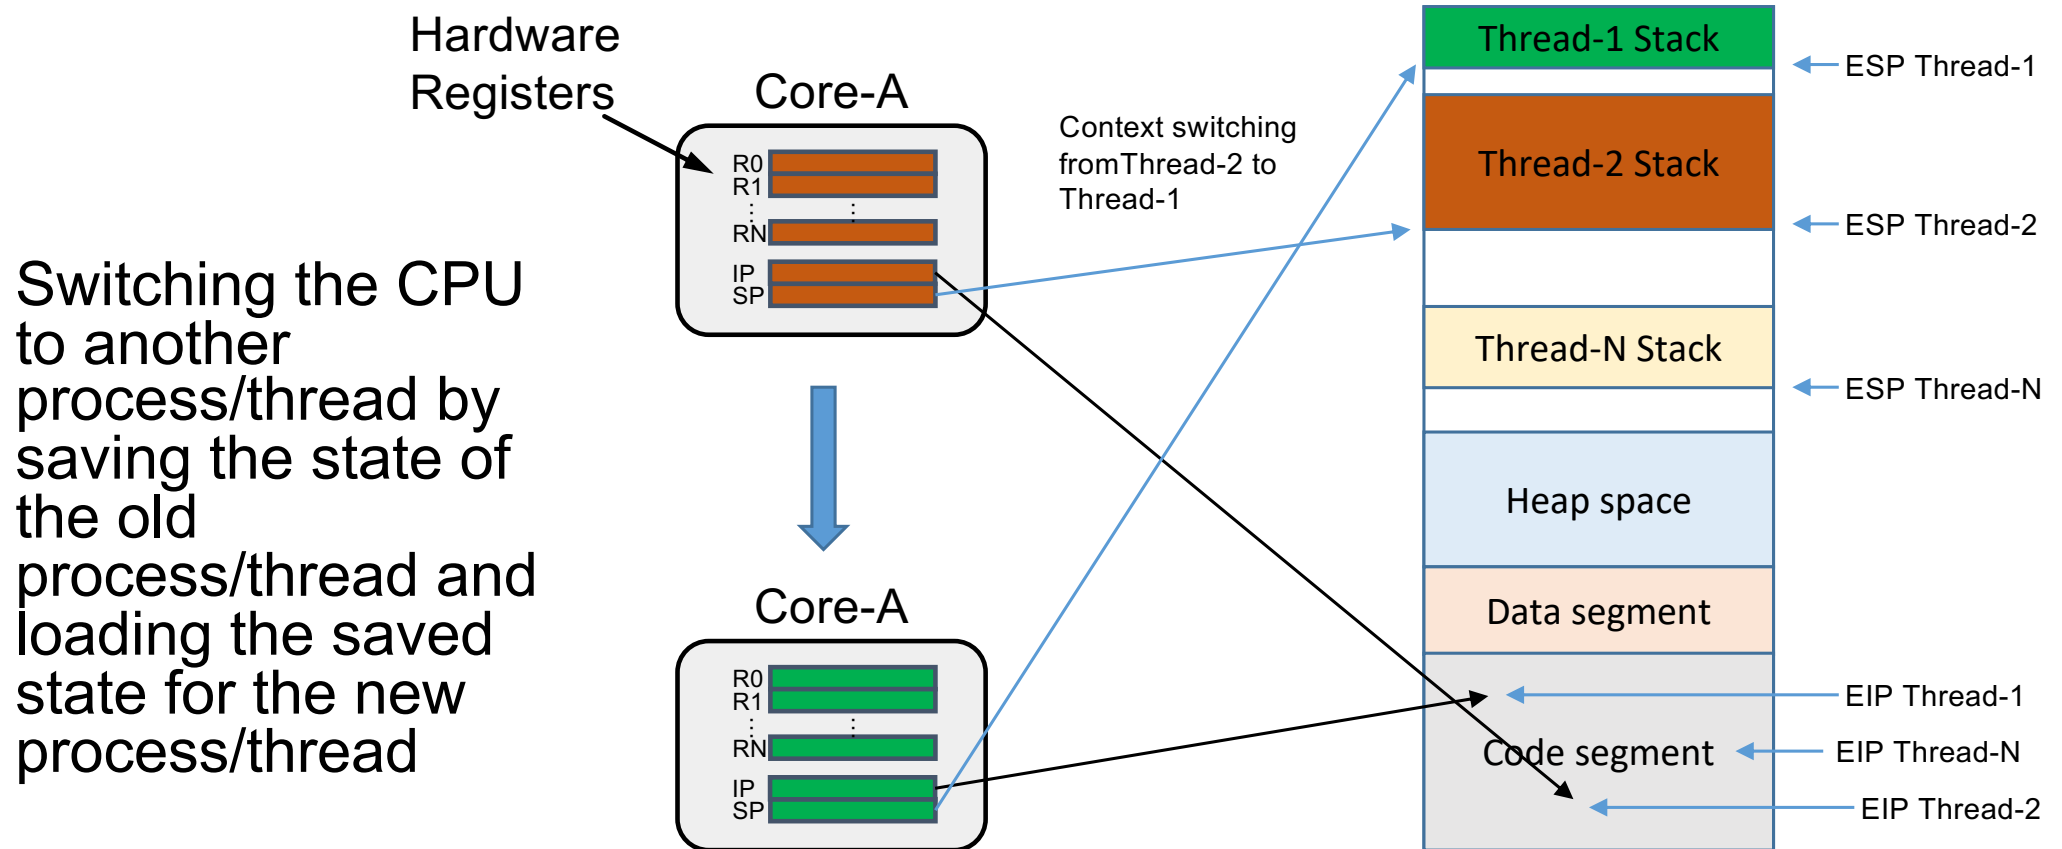 Switching the CPU
to another
process/thread by
saving the state of
the old
process/thread and
loading the saved
state for the new
process/thread
Hardware
Registers
Core-A
R0
R1
RN
IP
SP
Context switching
fromThread-2 to
Thread-1
Core-A
R0
R1
RN
IP
SP
Thread-1 Stack
Thread-2 Stack
Thread-N Stack
Heap space
Data segment
Code segment
ESP Thread-1
ESP Thread-2
ESP Thread-N
EIP Thread-1
EIP Thread-N
EIP Thread-2